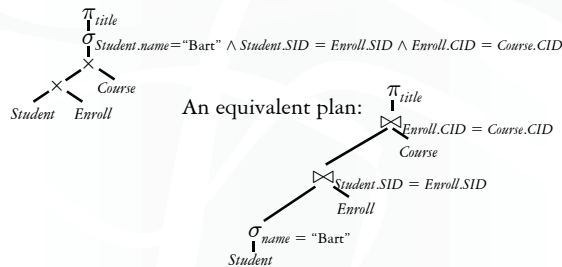 π title
σ Student.name="Bart" ∧ Student.SID = Enroll.SID ∧ Enroll.CID = Course.CID
×
× Course
Student Enroll
An equivalent plan:
π title
⋈ Enroll.CID = Course.CID
Course
⋈ Student.SID = Enroll.SID
Enroll
σ name = "Bart"
Student